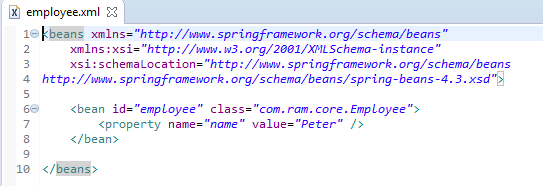 employee.xml
1 <beans xmlns="http://www.springframework.org/schema/beans"
2 xmlns:xsi="http://www.w3.org/2001/XMLSchema-instance"
3 xsi:schemaLocation="http://www.springframework.org/schema/beans
4 http://www.springframework.org/schema/beans/spring-beans-4.3.xsd">
5
6 <bean id="employee" class="com.ram.core.Employee">
7 <property name="name" value="Peter" />
8 </bean>
9
10 </beans>